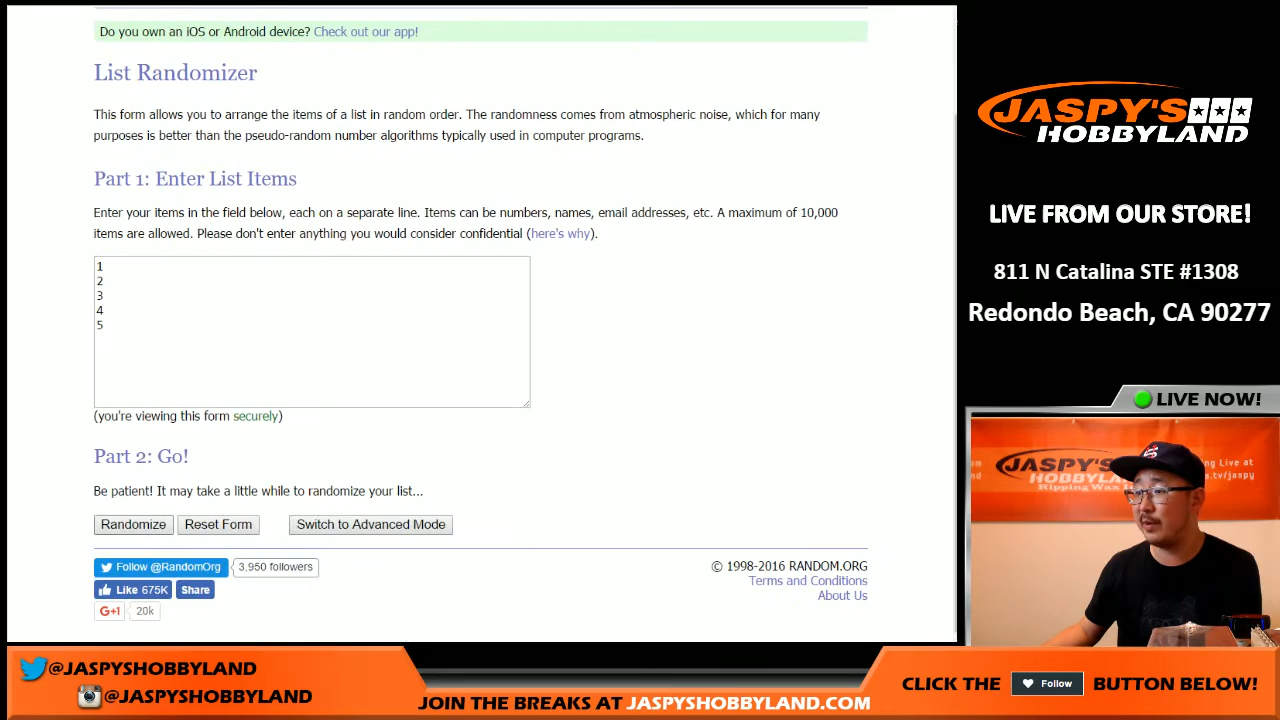 Do you own an iOS or Android device? Check out our app!
List Randomizer
This form allows you to arrange the items of a list in random order. The randomness comes from atmospheric noise, which for many
purposes is better than the pseudo-random number algorithms typically used in computer programs.
Part 1: Enter List Items
Enter your items in the field below, each on a separate line. Items can be numbers, names, email addresses, etc. A maximum of 10,000
items are allowed. Please don't enter anything you would consider confidential (here's why).
1
2
3
4
5
(you're viewing this form securely)
Part 2: Go!
Be patient! It may take a little while to randomize your list...
Randomize Reset Form Switch to Advanced Mode
Follow @RandomOrg 3,950 followers
Like 675K Share
G+1 20k
© 1998-2016 RANDOM.ORG
Terms and Conditions
About Us
JASPY'S
HOBBYLAND
LIVE FROM OUR STORE!
811 N Catalina STE #1308
Redondo Beach, CA 90277
LIVE NOW!
JASPY'S
HOBBYLAND
Ripping Wax
ng Live at
s.tv/jaspy
@JASPYSHOBBYLAND
@JASPYSHOBBYLAND
JOIN THE BREAKS AT JASPYSHOBBYLAND.COM
CLICK THE Follow BUTTON BELOW!